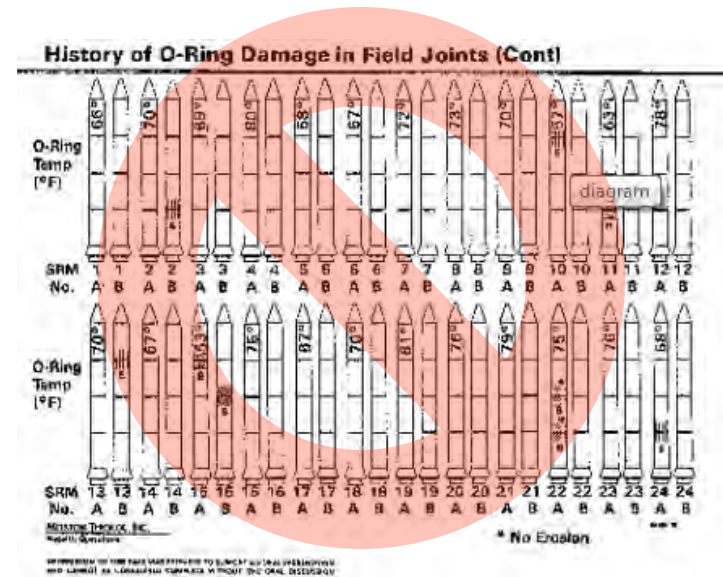 History of O-Ring Damage in Field Joints (Cont)
66° 70° 69° 80° 68° 67° 72° 73° 70° 57° 63° 78°
O-Ring
Temp
(°F)
diagram
SRM 1 1 2 2 3 3 4 4 5 5 6 6 7 7 8 8 9 9 10 10 11 11 12 12
No. A B A B A B A B A B A B A B A B A B A B A B A B
70° 67° 53° 75° 67° 70° 81° 76° 79° 75° 76° 58°
O-Ring
Temp
(°F)
SRM 13 13 14 14 15 15 16 16 17 17 18 18 19 19 20 20 21 21 22 22 23 23 24 24
No. A B A B A B A B A B A B A B A B A B A B A B A B
Morton Thiokol, Inc.
* No Erosion